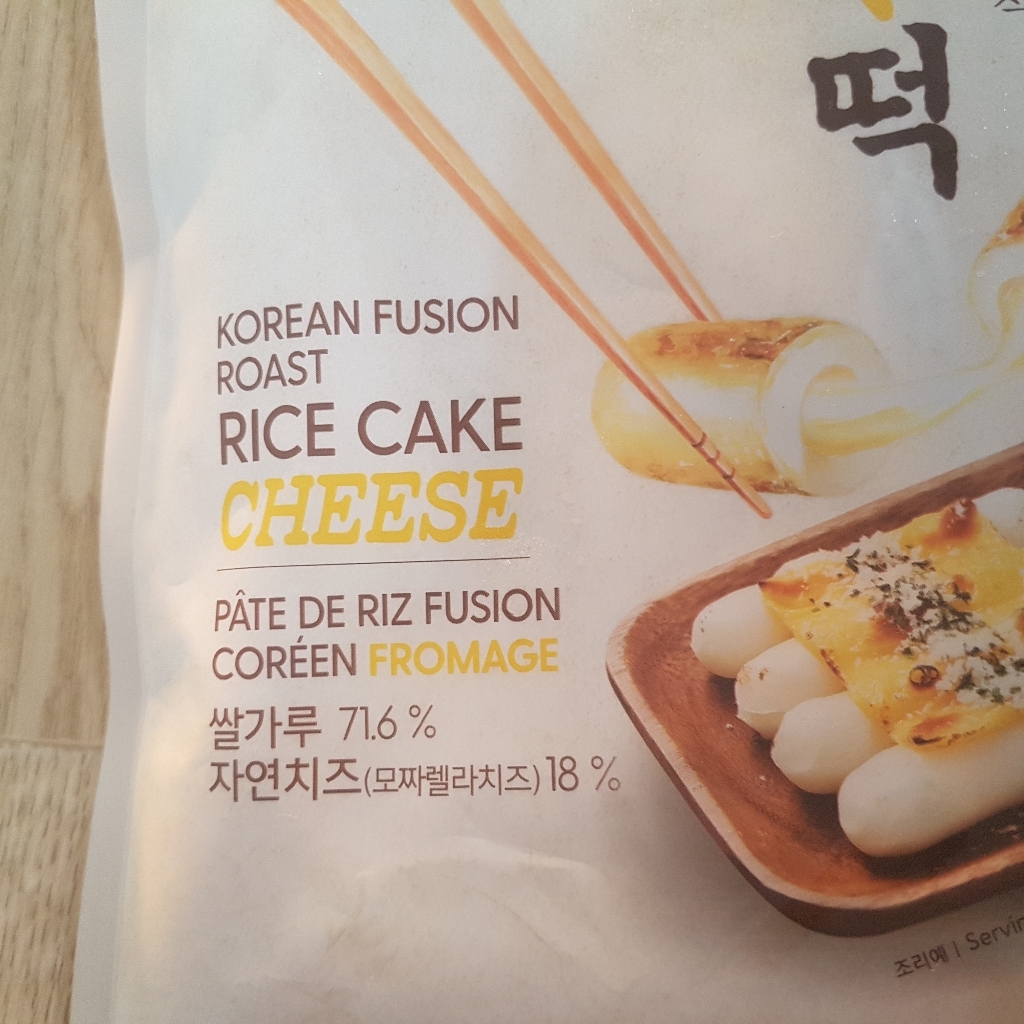 떡
KOREAN FUSION
ROAST
RICE CAKE
CHEESE
PÂTE DE RIZ FUSION
CORÉEN FROMAGE
쌀가루 71.6 %
자연치즈(모짜렐라치즈) 18 %
조리예 |